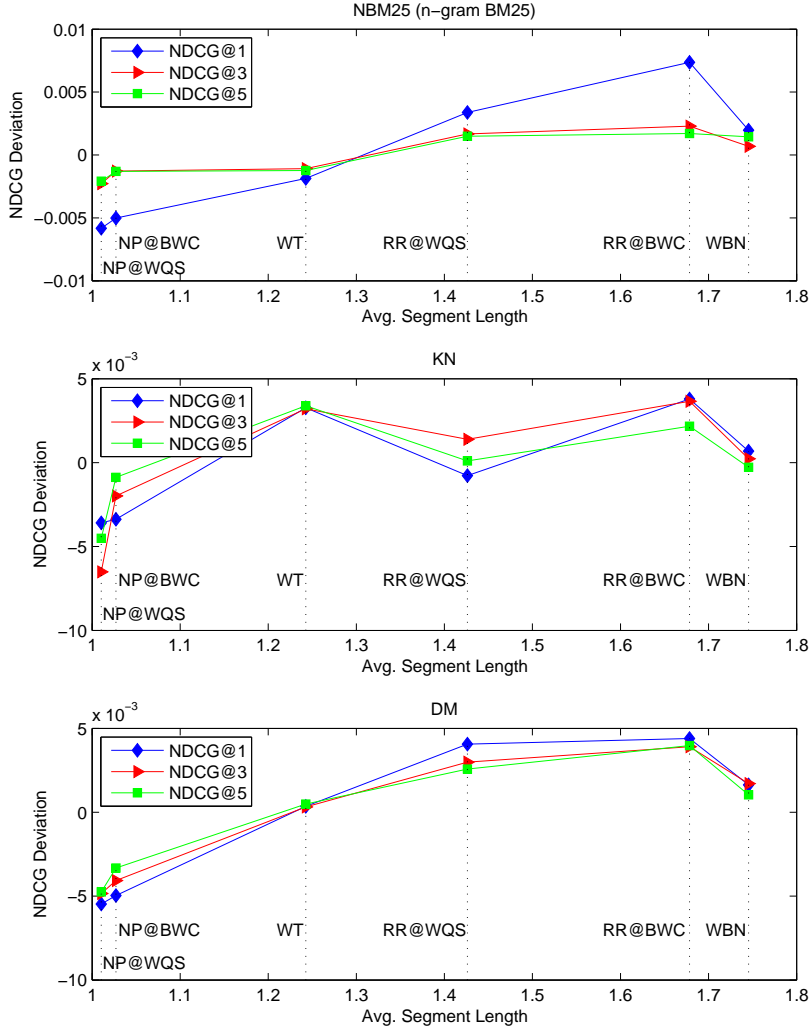 NBM25 (n-gram BM25)
0.01
0.005
0
−0.005
−0.01
NDCG Deviation
NDCG@1
NDCG@3
NDCG@5
NP@WQS
NP@BWC
WT
RR@WQS
RR@BWC
WBN
1 1.1 1.2 1.3 1.4 1.5 1.6 1.7 1.8
Avg. Segment Length
KN
x 10−3
5
0
−5
−10
NDCG Deviation
NDCG@1
NDCG@3
NDCG@5
NP@WQS
NP@BWC
WT
RR@WQS
RR@BWC
WBN
1 1.1 1.2 1.3 1.4 1.5 1.6 1.7 1.8
Avg. Segment Length
DM
x 10−3
5
0
−5
−10
NDCG Deviation
NDCG@1
NDCG@3
NDCG@5
NP@WQS
NP@BWC
WT
RR@WQS
RR@BWC
WBN
1 1.1 1.2 1.3 1.4 1.5 1.6 1.7 1.8
Avg. Segment Length